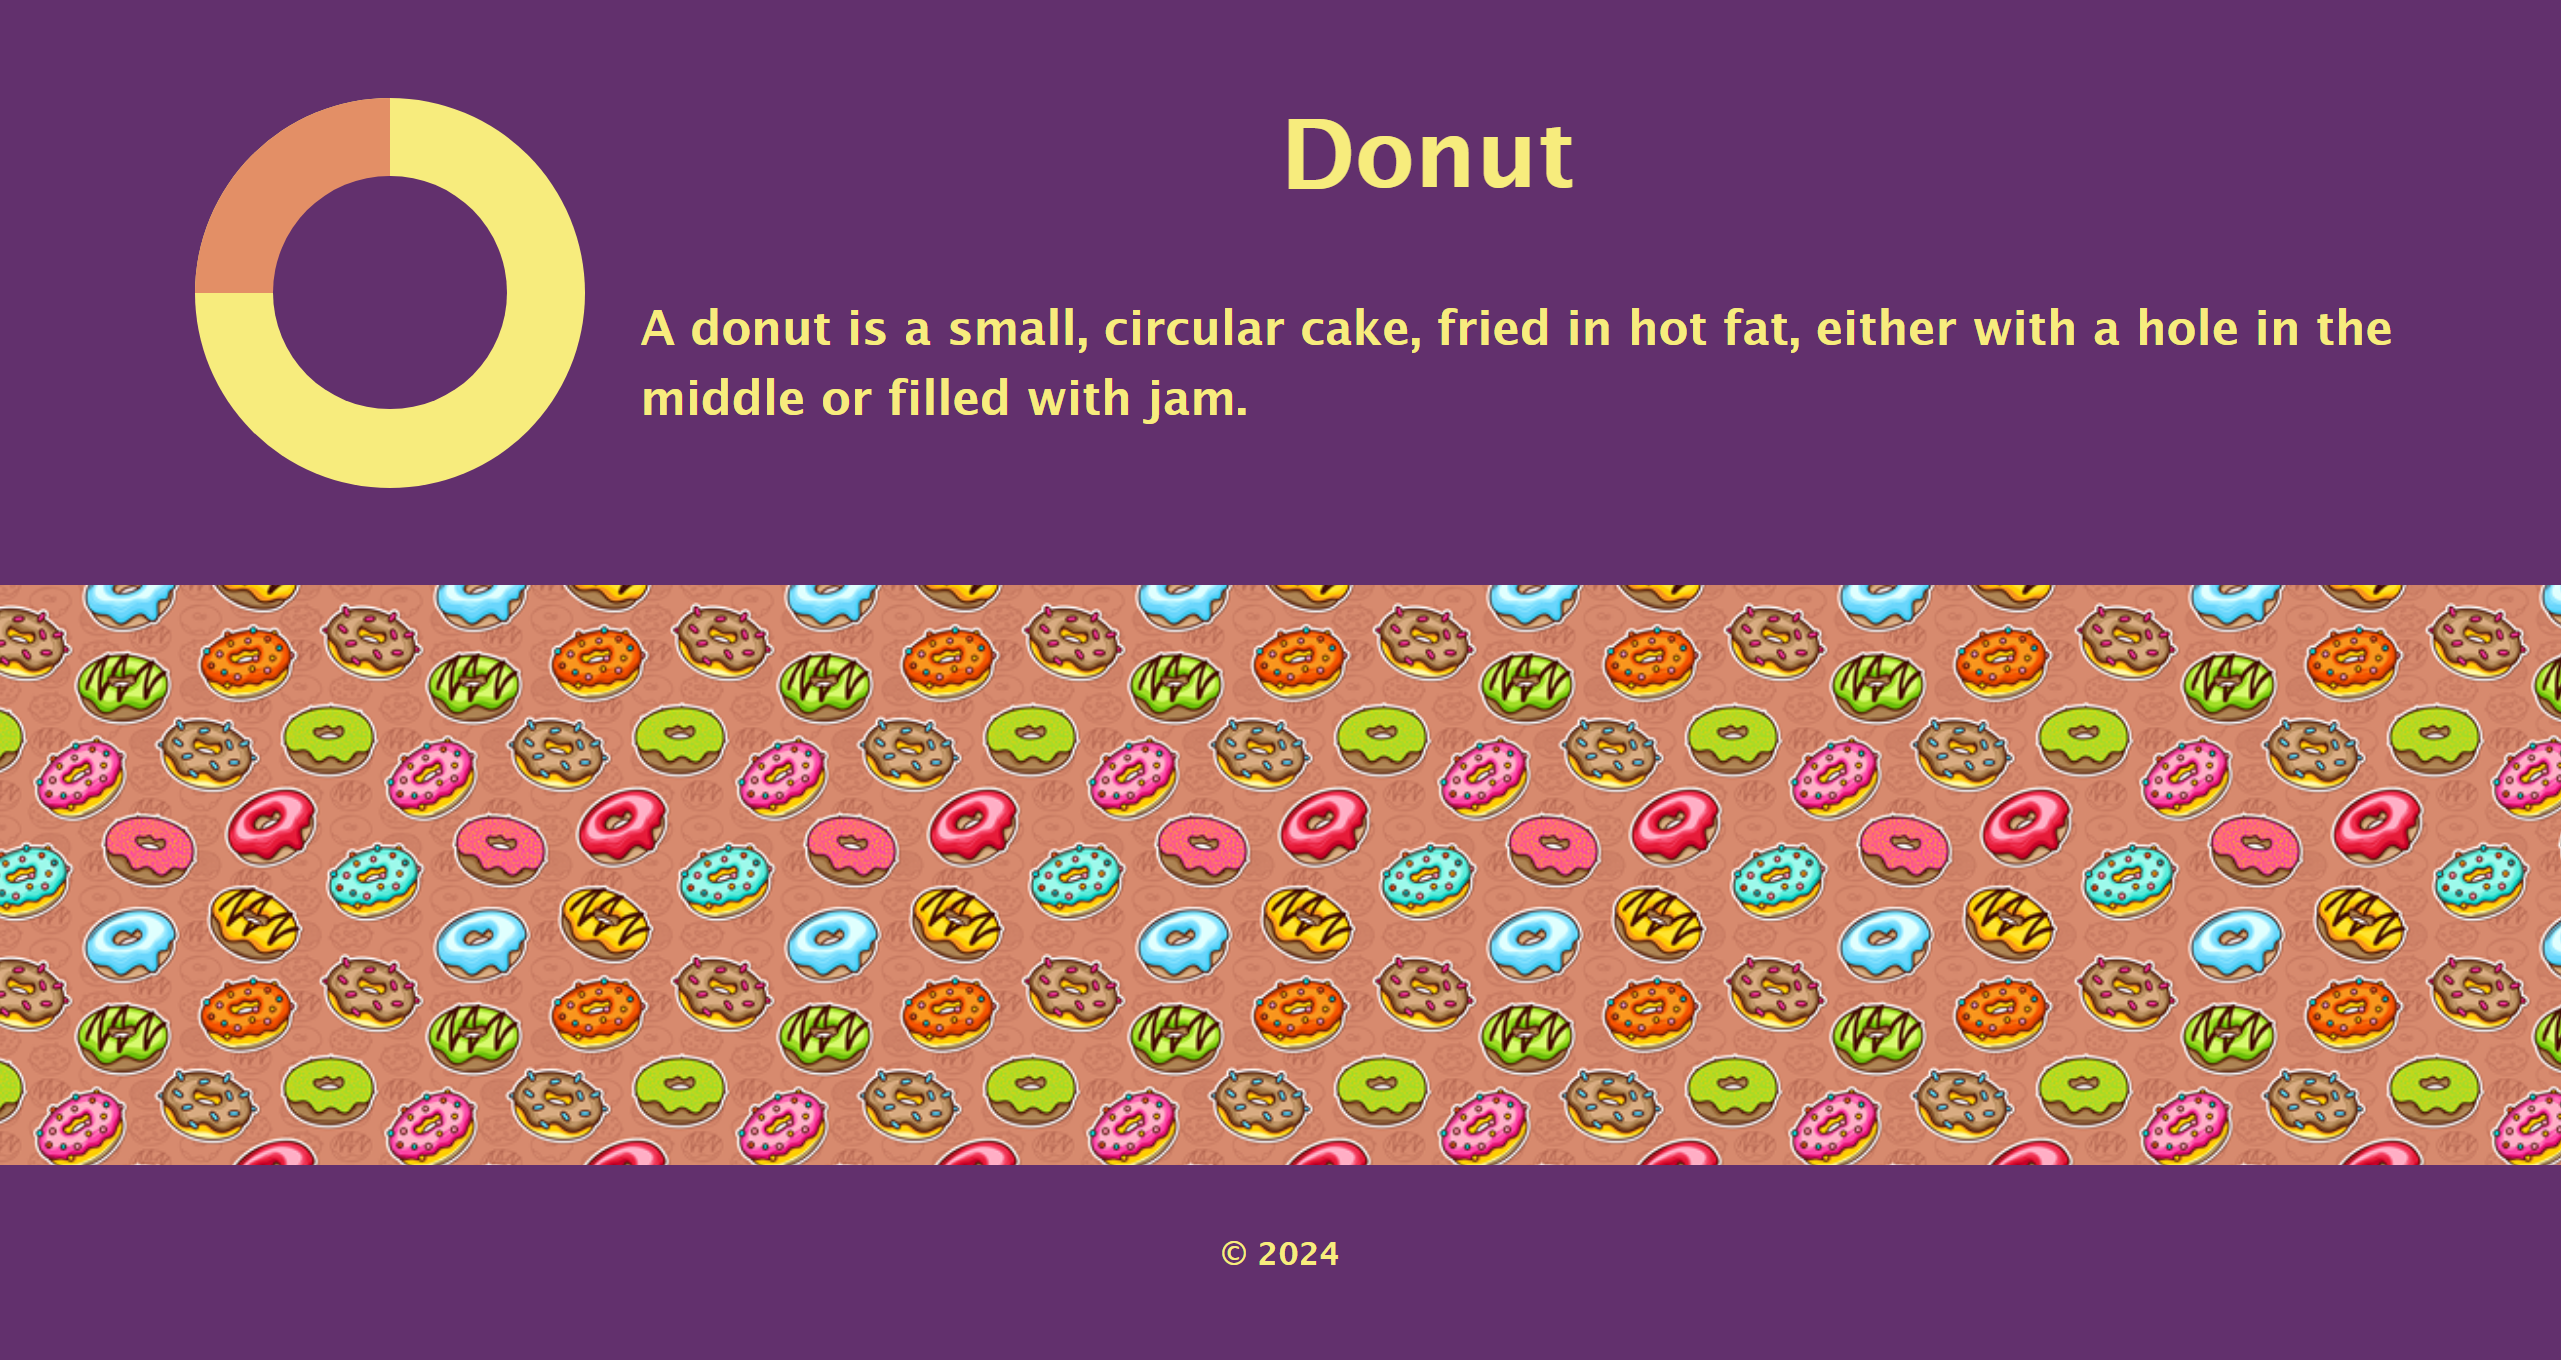 Donut
A donut is a small, circular cake, fried in hot fat, either with a hole in the
middle or filled with jam.
© 2024